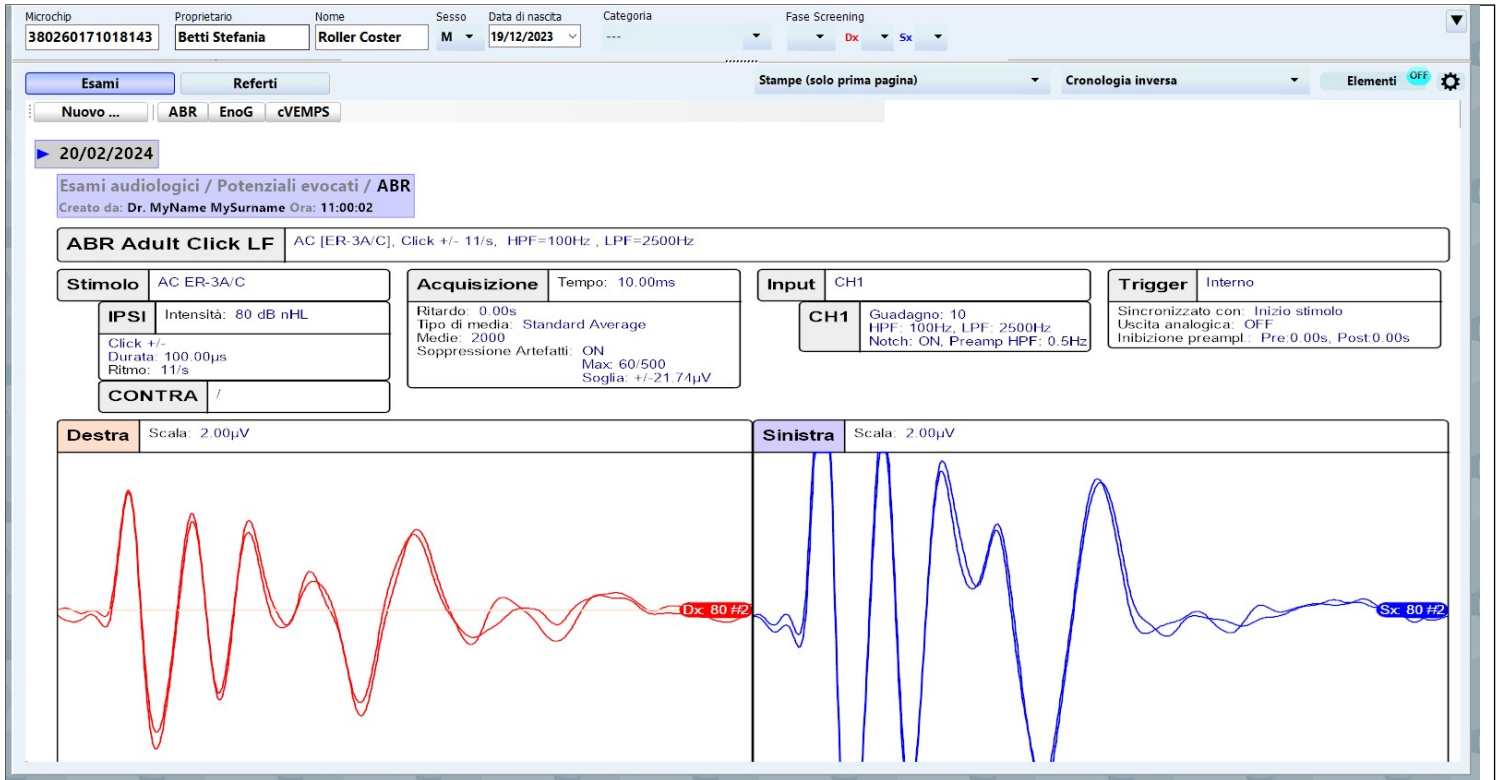 Microchip Proprietario Nome Sesso Data di nascita Categoria Fase Screening
380260171018143 Betti Stefania Roller Coster M 19/12/2023 --- Dx Sx
Esami Referti Stampe (solo prima pagina) Cronologia inversa Elementi OFF
Nuovo ... ABR EnoG cVEMPS
20/02/2024
Esami audiologici / Potenziali evocati / ABR
Creato da: Dr. MyName MySurname Ora: 11:00:02
ABR Adult Click LF AC [ER-3A/C], Click +/- 11/s, HPF=100Hz , LPF=2500Hz
Stimolo AC ER-3A/C
IPSI Intensità: 80 dB nHL
Click +/-
Durata: 100.00µs
Ritmo: 11/s
CONTRA /
Acquisizione Tempo: 10.00ms
Ritardo: 0.00s
Tipo di media: Standard Average
Medie: 2000
Soppressione Artefatti: ON
Max: 60/500
Soglia: +/-21.74µV
Input CH1
CH1 Guadagno: 10
HPF: 100Hz, LPF: 2500Hz
Notch: ON, Preamp HPF: 0.5Hz
Trigger Interno
Sincronizzato con: Inizio stimolo
Uscita analogica: OFF
Inibizione preampl.: Pre:0.00s, Post:0.00s
Destra Scala: 2.00µV
Dx: 80 #2
Sinistra Scala: 2.00µV
Sx: 80 #2